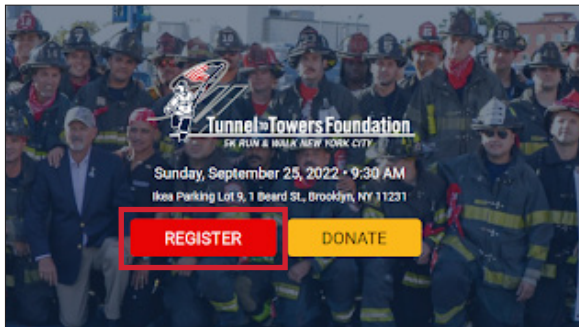 Tunnel to Towers Foundation
5K RUN & WALK NEW YORK CITY
Sunday, September 25, 2022 • 9:30 AM
Ikea Parking Lot 9, 1 Beard St., Brooklyn, NY 11231
REGISTER
DONATE